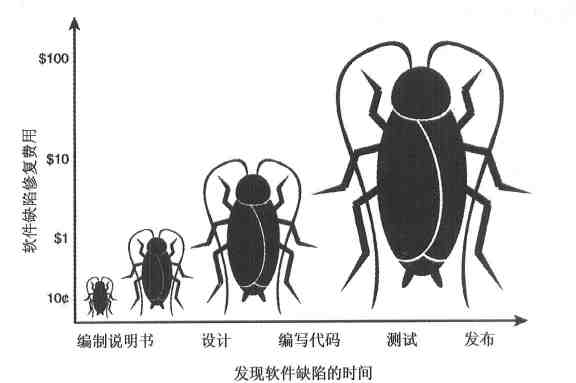 $100
$10
$1
10¢
软件缺陷修复费用
编制说明书 设计 编写代码 测试 发布
发现软件缺陷的时间